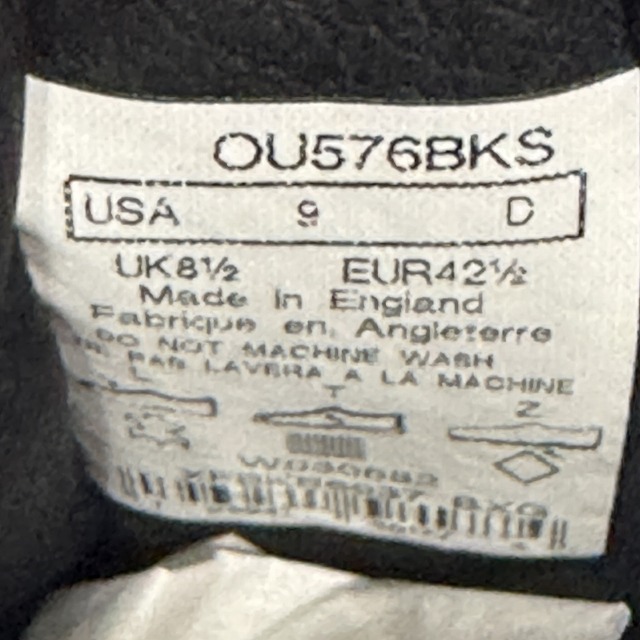 OU576BKS
USA 9 D
UK8½ EUR42½
Made in England
Fabrique en Angleterre
DO NOT MACHINE WASH
PAS LAVERA A LA MACHINE